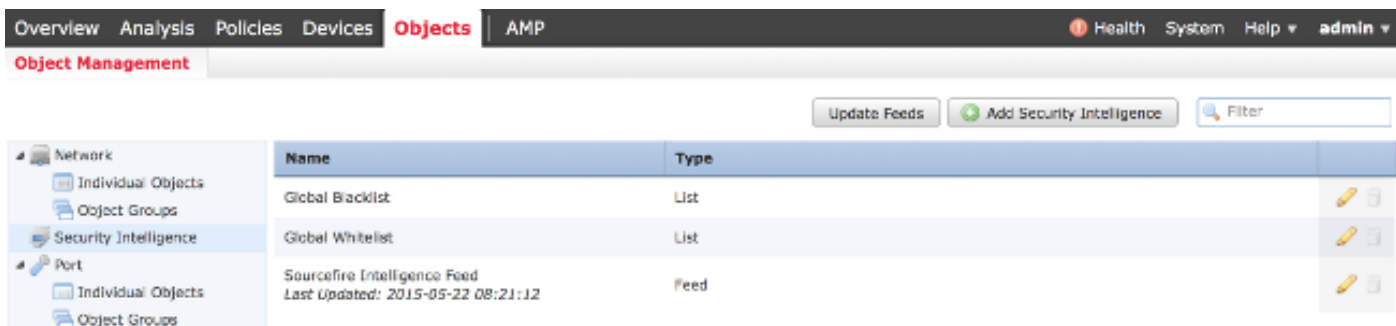 Overview Analysis Policies Devices Objects AMP Health System Help admin
Object Management
Update Feeds Add Security Intelligence Filter
Network
Individual Objects
Object Groups
Security Intelligence
Port
Individual Objects
Object Groups
Name Type
Global Blacklist List
Global Whitelist List
Sourcefire Intelligence Feed Feed
Last Updated: 2015-05-22 08:21:12